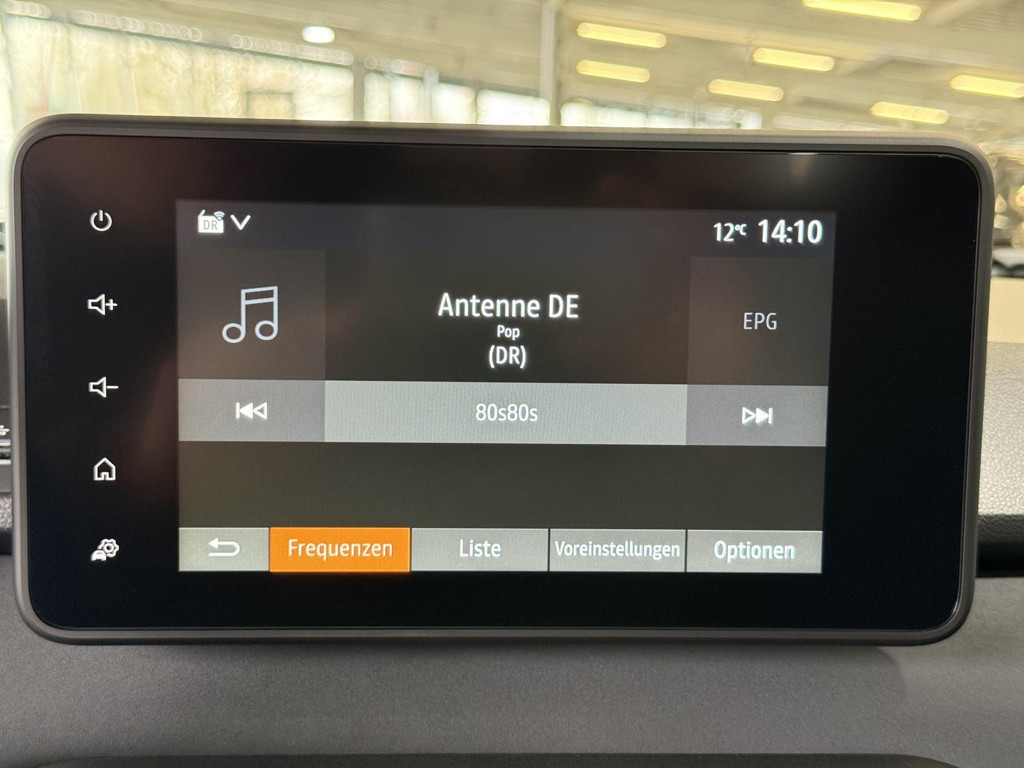 DR
12°C 14:10
Antenne DE
Pop
(DR)
EPG
80s80s
Frequenzen
Liste
Voreinstellungen
Optionen